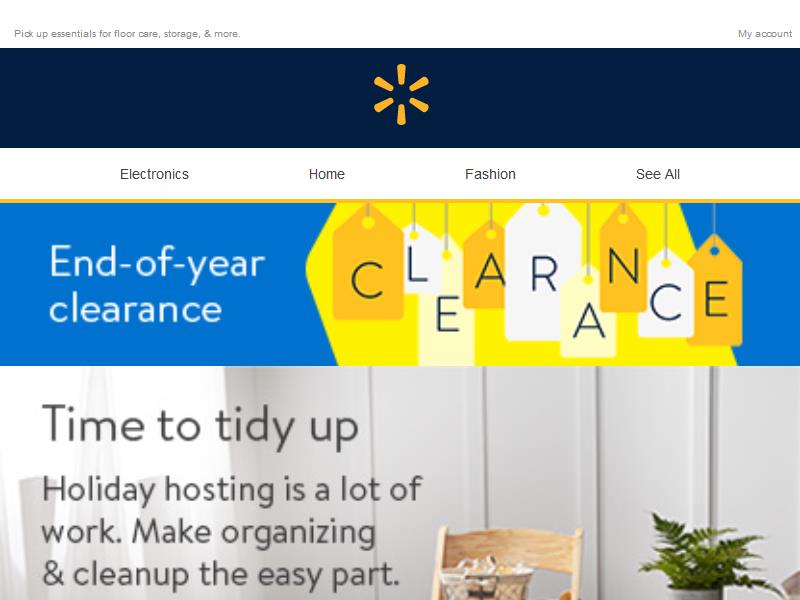 Pick up essentials for floor care, storage, & more.
My account
Electronics Home Fashion See All
End-of-year
clearance
CLEARANCE
Time to tidy up
Holiday hosting is a lot of
work. Make organizing
& cleanup the easy part.